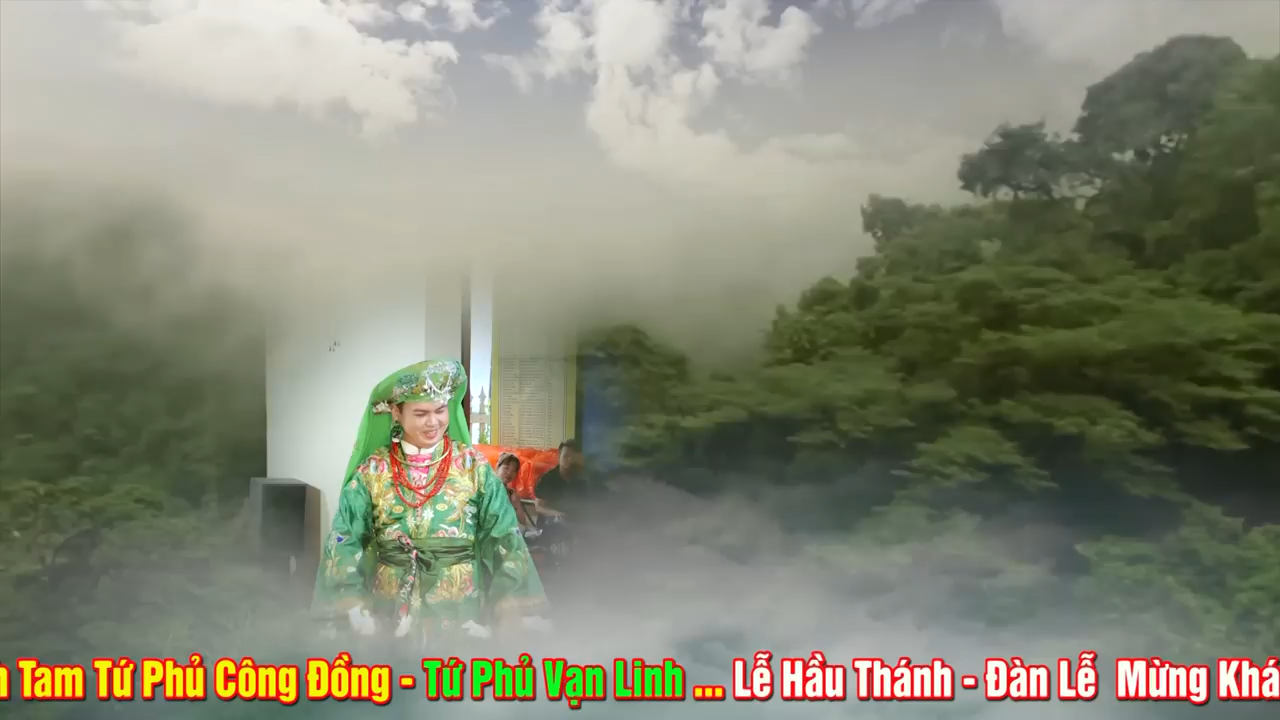 Tam Tứ Phủ Công Đồng - Tứ Phủ Vạn Linh ... Lễ Hầu Thánh - Đàn Lễ Mừng